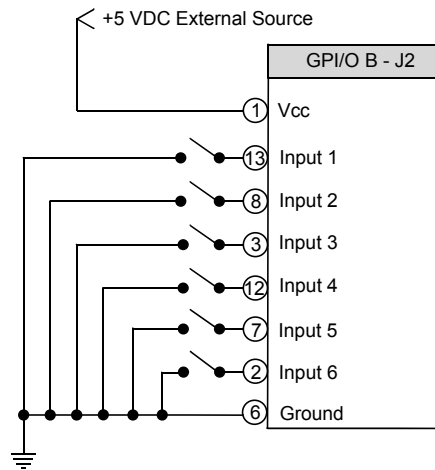 +5 VDC External Source
GPI/O B - J2
1 Vcc
13 Input 1
8 Input 2
3 Input 3
12 Input 4
7 Input 5
2 Input 6
6 Ground